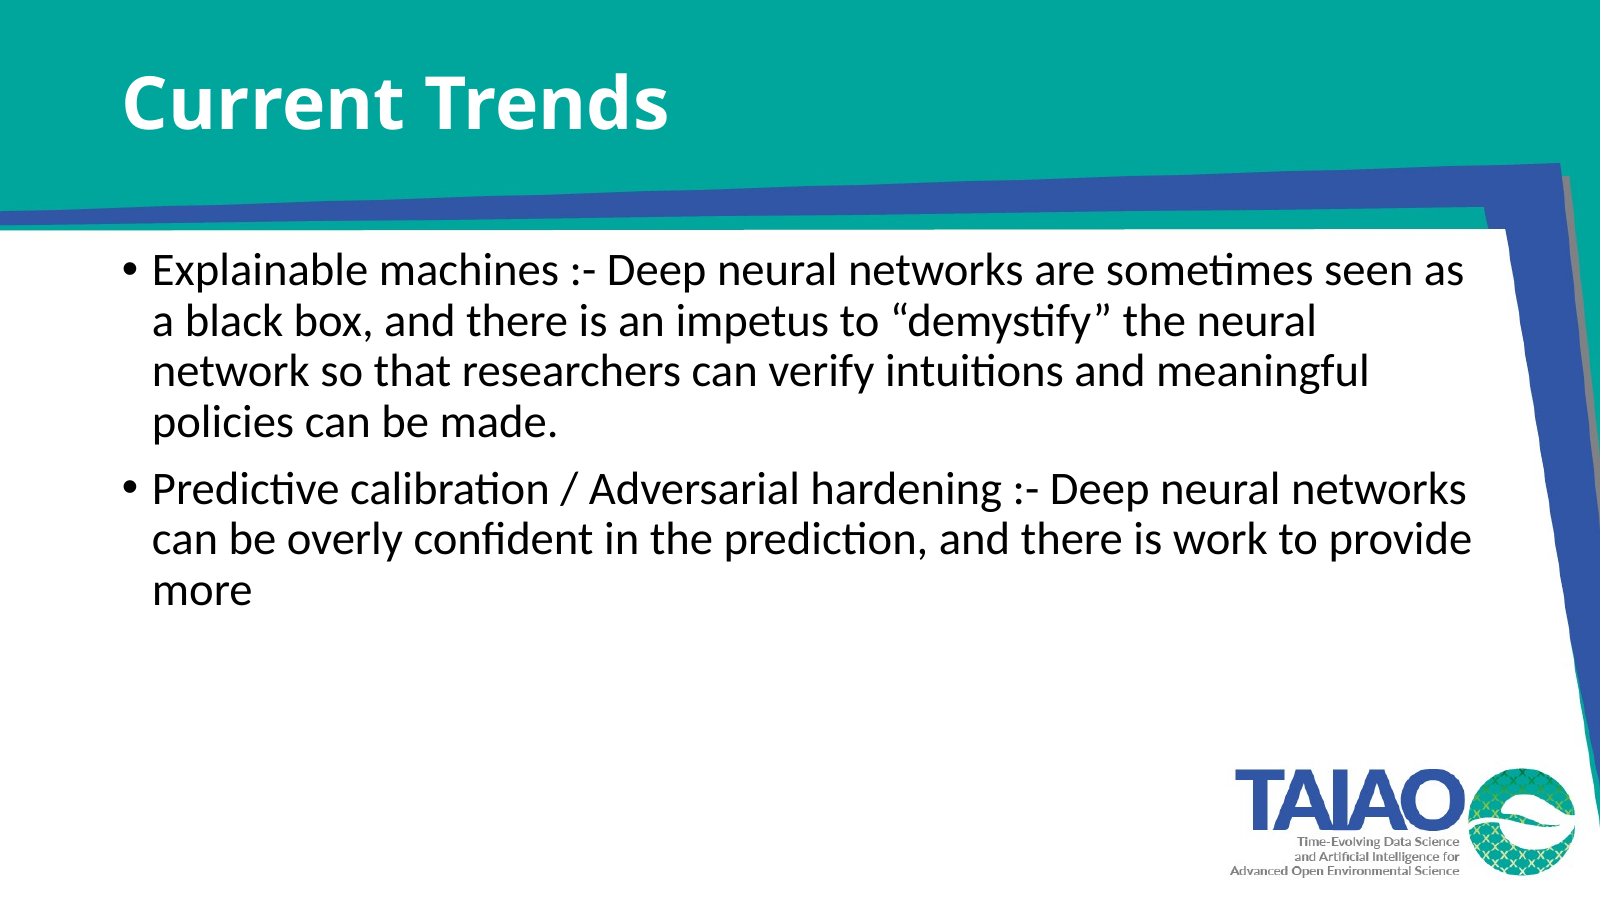 Current Trends
• Explainable machines :- Deep neural networks are sometimes seen as
a black box, and there is an impetus to “demystify” the neural
network so that researchers can verify intuitions and meaningful
policies can be made.
• Predictive calibration / Adversarial hardening :- Deep neural networks
can be overly confident in the prediction, and there is work to provide
more
TAIAO
Time-Evolving Data Science
and Artificial Intelligence for
Advanced Open Environmental Science